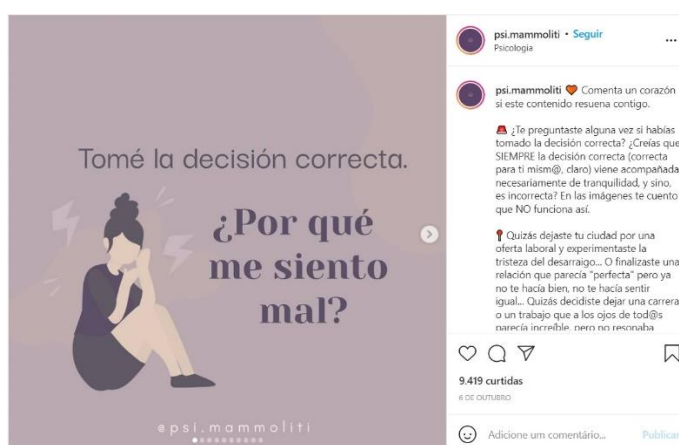 Tomé la decisión correcta.
¿Por qué
me siento
mal?
@psi.mammoliti
psi.mammoliti • Seguir
Psicología
psi.mammoliti 🧡 Comenta un corazón
si este contenido resuena contigo.
🚨 ¿Te preguntaste alguna vez si habías
tomado la decisión correcta? ¿Creías que
SIEMPRE la decisión correcta (correcta
para ti mism@, claro) viene acompañada
necesariamente de tranquilidad, y sino,
es incorrecta? En las imágenes te cuento
que NO funciona así.
📍 Quizás dejaste tu ciudad por una
oferta laboral y experimentaste la
tristeza del desarraigo... O finalizaste una
relación que parecía "perfecta" pero ya
no te hacía bien, no te hacía sentir
igual... Quizás decidiste dejar una carrera
o un trabajo que a los ojos de tod@s
parecía increíble, pero no resonaba
9.419 curtidas
6 DE OUTUBRO
Adicione um comentário...
Publicar